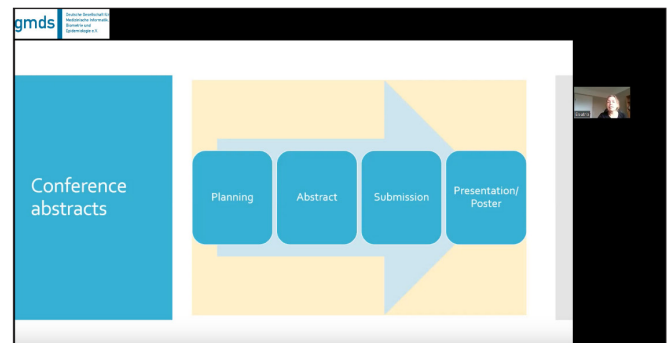 gmds
Deutsche Gesellschaft für
Medizinische Informatik,
Biometrie und
Epidemiologie e.V.
Conference
abstracts
Planning
Abstract
Submission
Presentation/
Poster